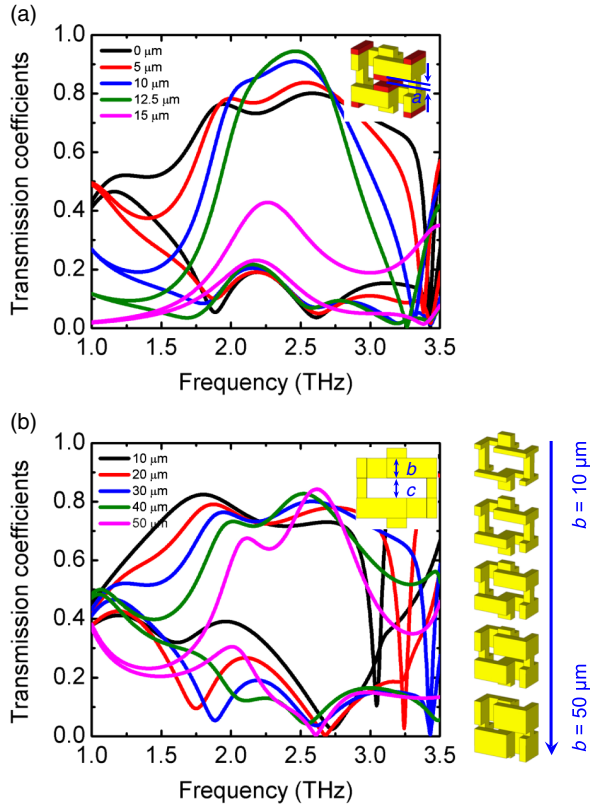 (a)
Transmission coefficients
1.0
0.8
0.6
0.4
0.2
0.0
0 μm
5 μm
10 μm
12.5 μm
15 μm
a
1.0 1.5 2.0 2.5 3.0 3.5
Frequency (THz)
(b)
Transmission coefficients
1.0
0.8
0.6
0.4
0.2
0.0
10 μm
20 μm
30 μm
40 μm
50 μm
b
c
1.0 1.5 2.0 2.5 3.0 3.5
Frequency (THz)
b = 10 μm
b = 50 μm